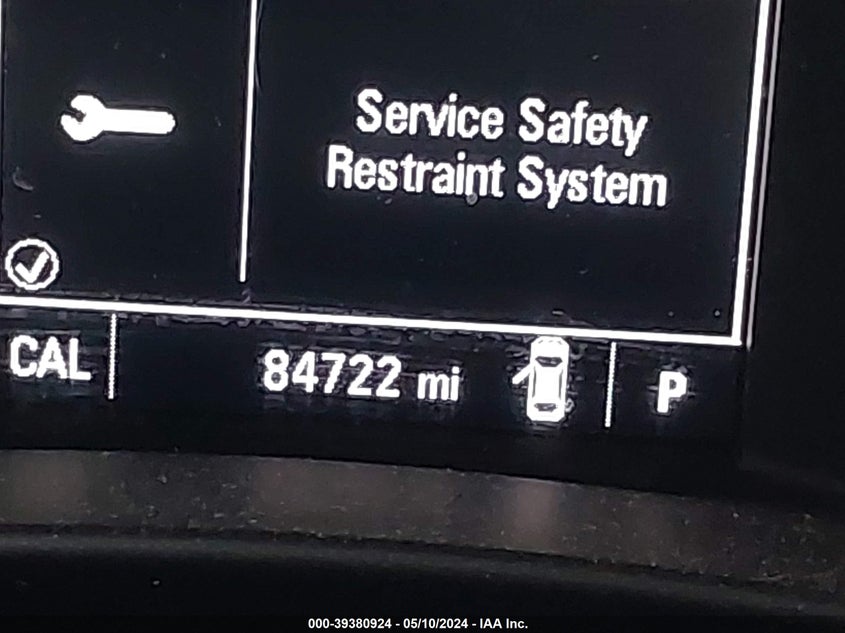 Service Safety
Restraint System
CAL 84722 mi P
000-39380924 - 05/10/2024 - IAA Inc.